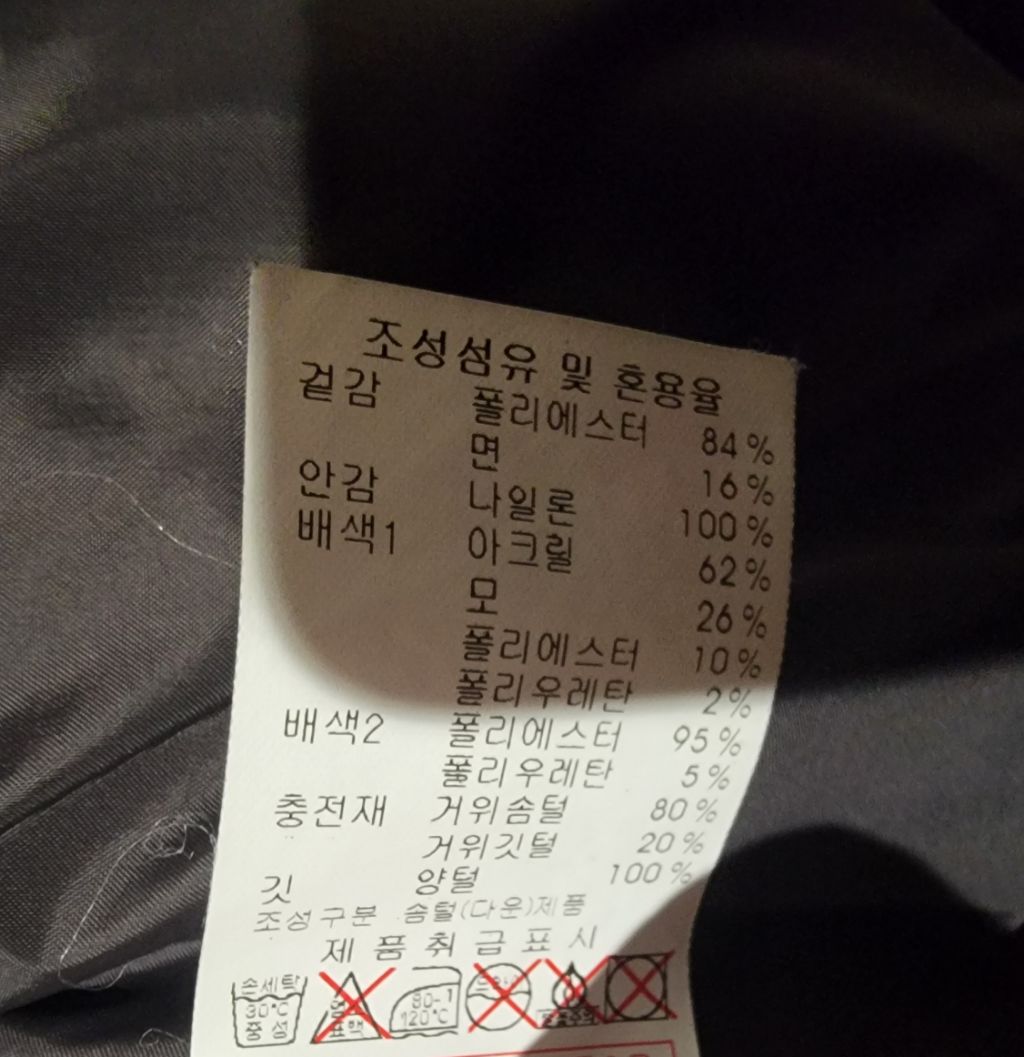 조성섬유 및 혼용율
겉감 폴리에스터 84%
면 16%
안감 나일론 100%
배색1 아크릴 62%
모 26%
폴리에스터 10%
폴리우레탄 2%
배색2 폴리에스터 95%
폴리우레탄 5%
충전재 거위솜털 80%
거위깃털 20%
깃 양털 100%
조성구분 솜털(다운)제품
제품취급표시
손세탁
30°C
중성
표백
80-1
120°C